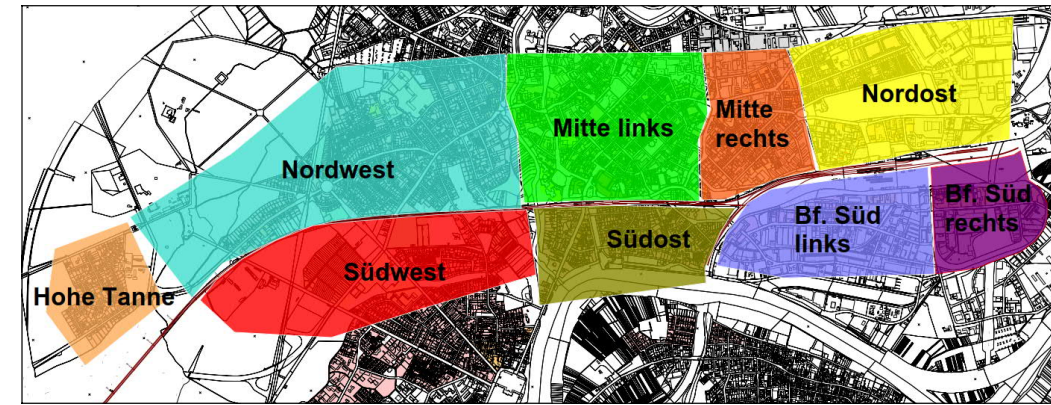 Nordost
Mitte links
Mitte
rechts
Nordwest
Bf. Süd
rechts
Bf. Süd
links
Südost
Südwest
Hohe Tanne